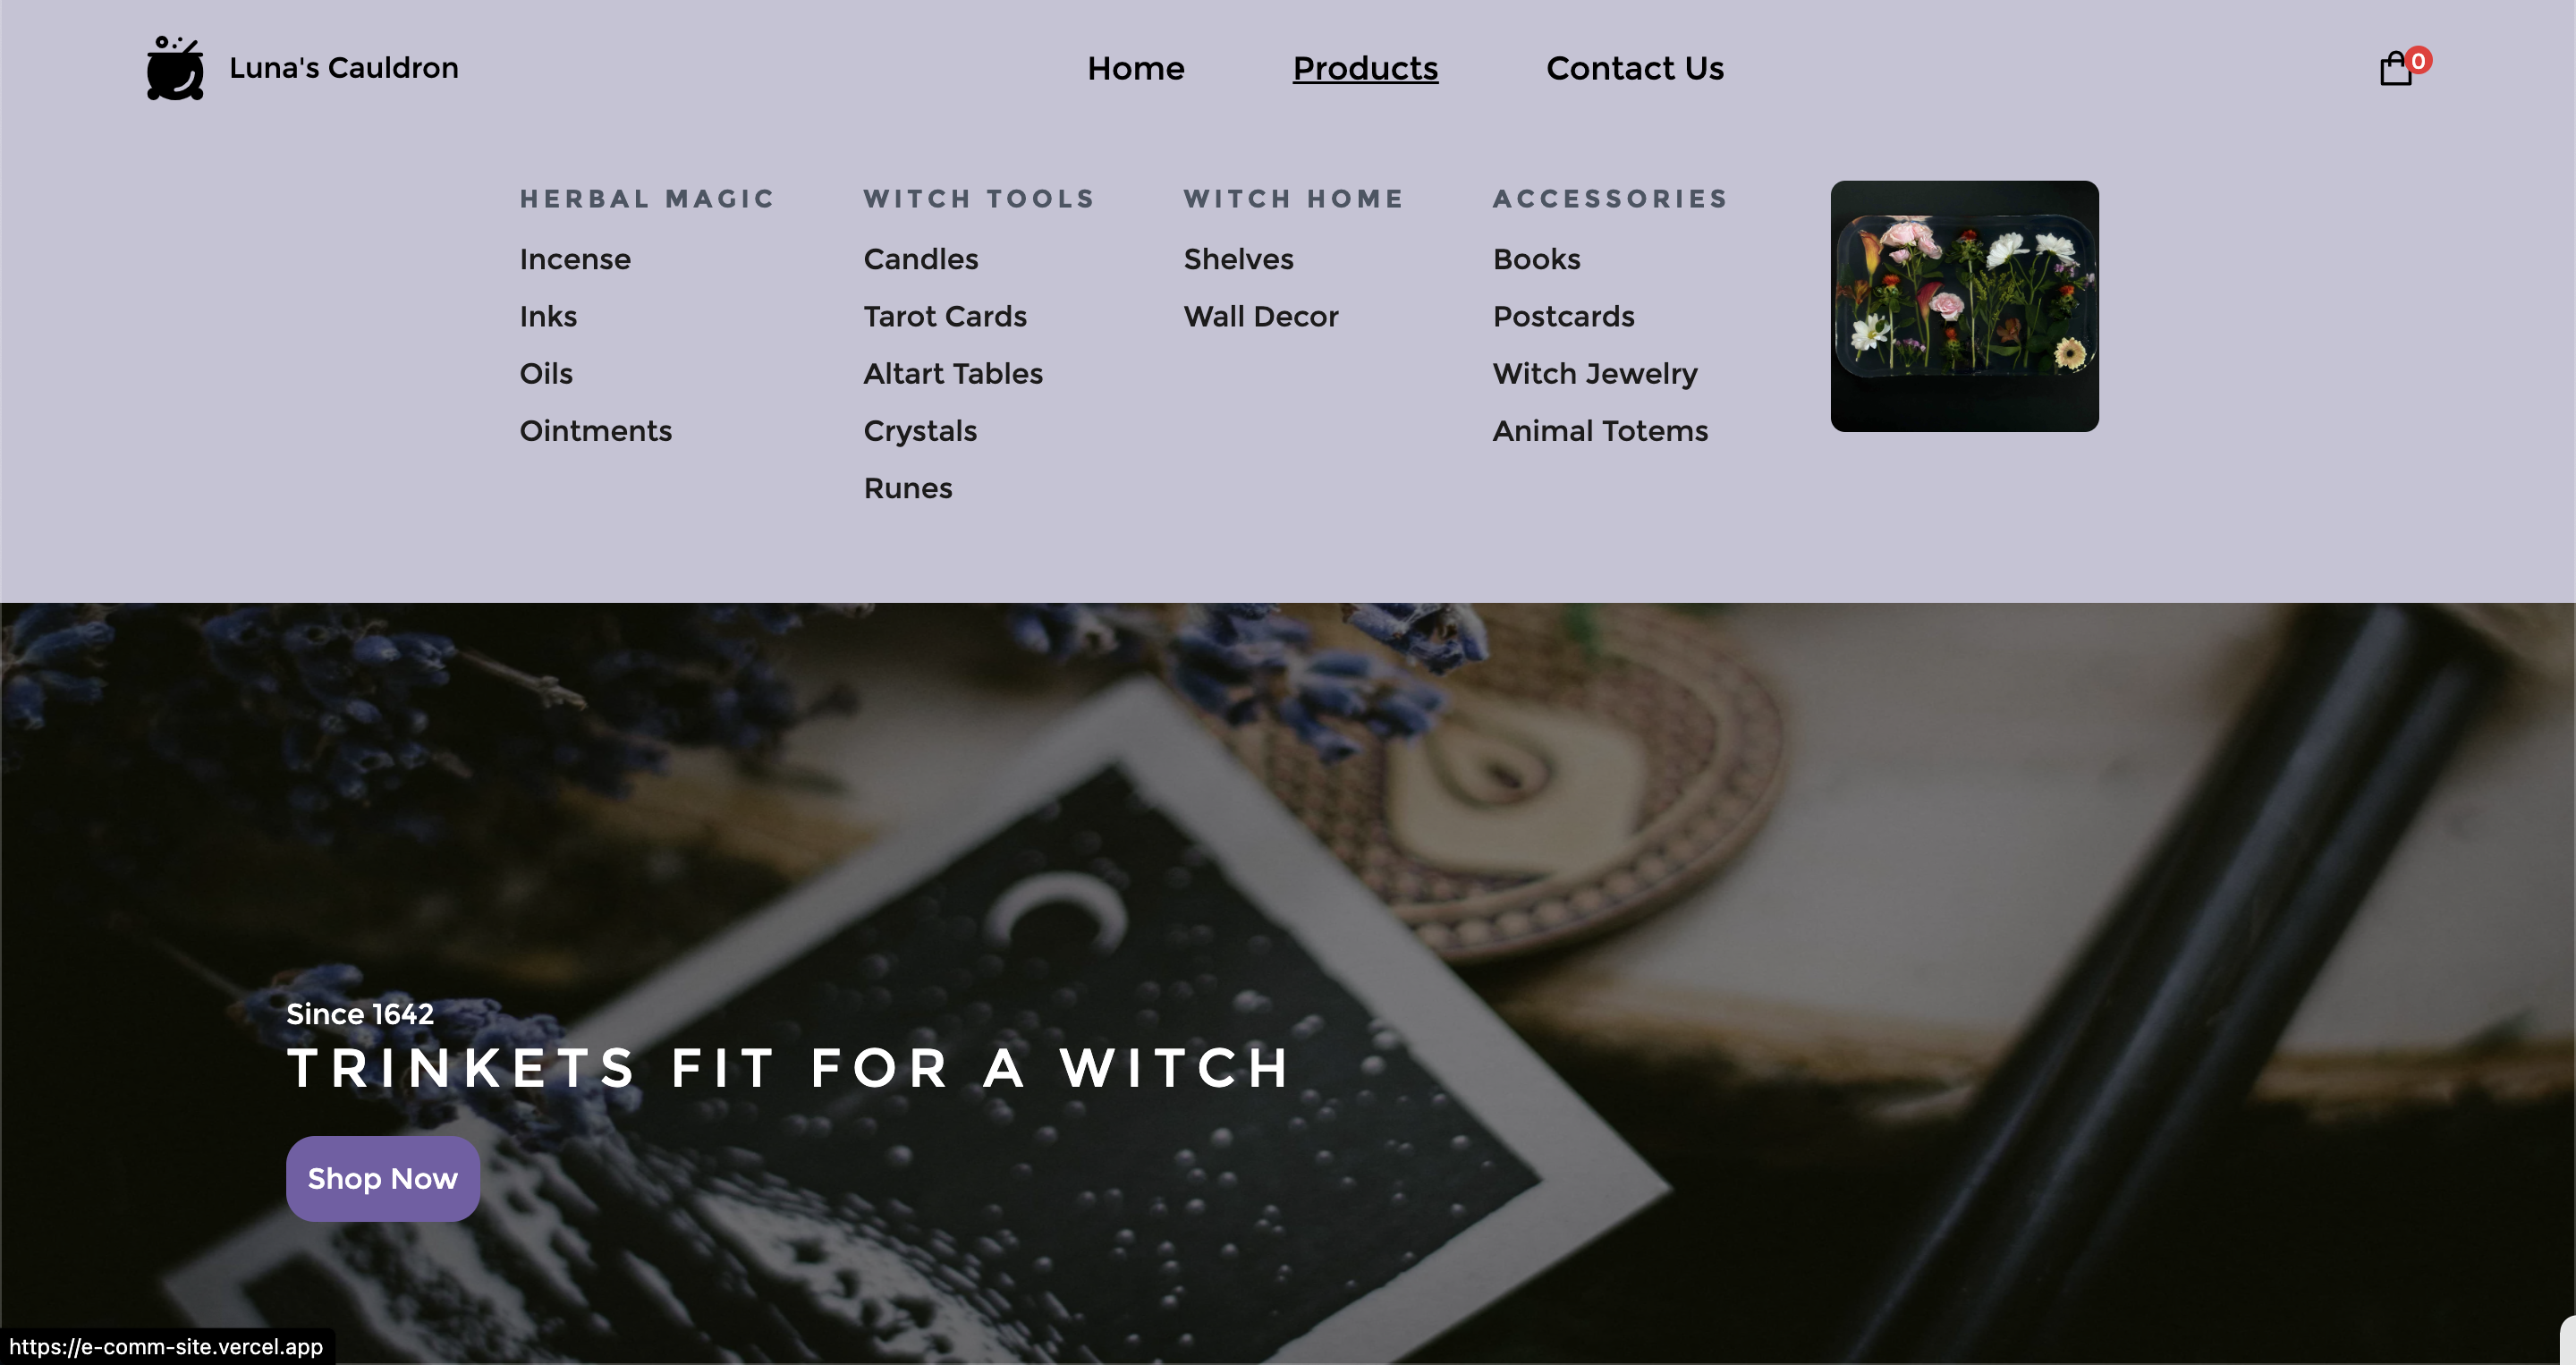 Luna's Cauldron
Home
Products
Contact Us
0
HERBAL MAGIC
Incense
Inks
Oils
Ointments
WITCH TOOLS
Candles
Tarot Cards
Altart Tables
Crystals
Runes
WITCH HOME
Shelves
Wall Decor
ACCESSORIES
Books
Postcards
Witch Jewelry
Animal Totems
Since 1642
TRINKETS FIT FOR A WITCH
Shop Now
https://e-comm-site.vercel.app